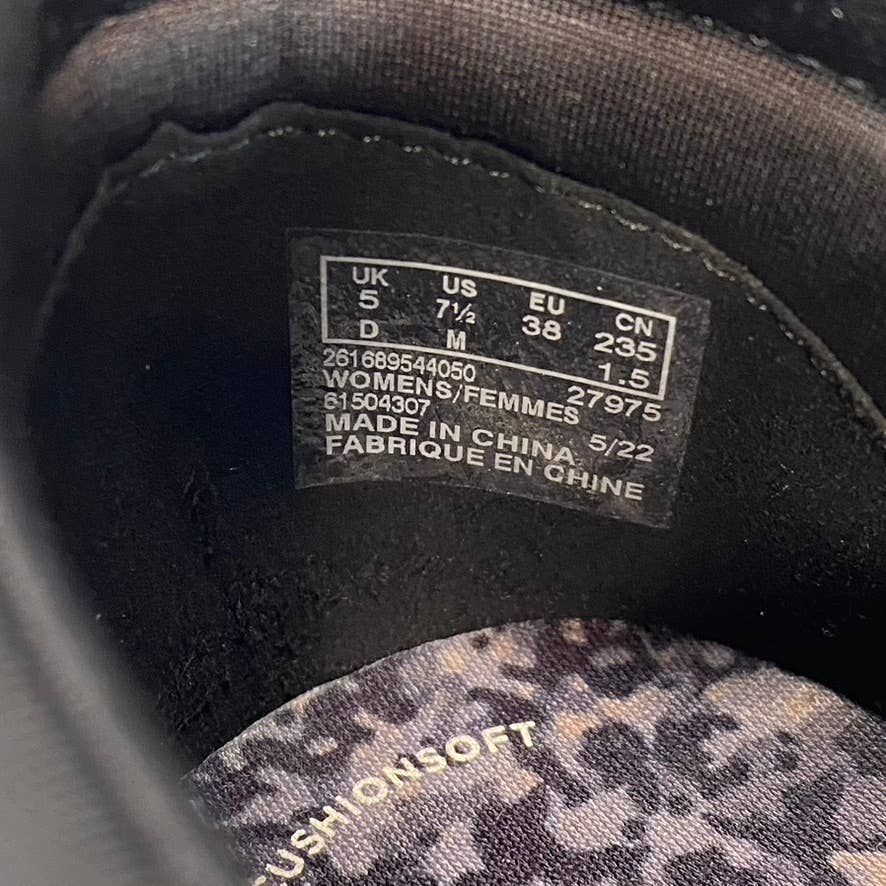 UK US EU CN
5 7½ 38 235
D M 1.5
261689544050 27975
WOMENS/FEMMES
61504307 5/22
MADE IN CHINA
FABRIQUE EN CHINE
CUSHIONSOFT